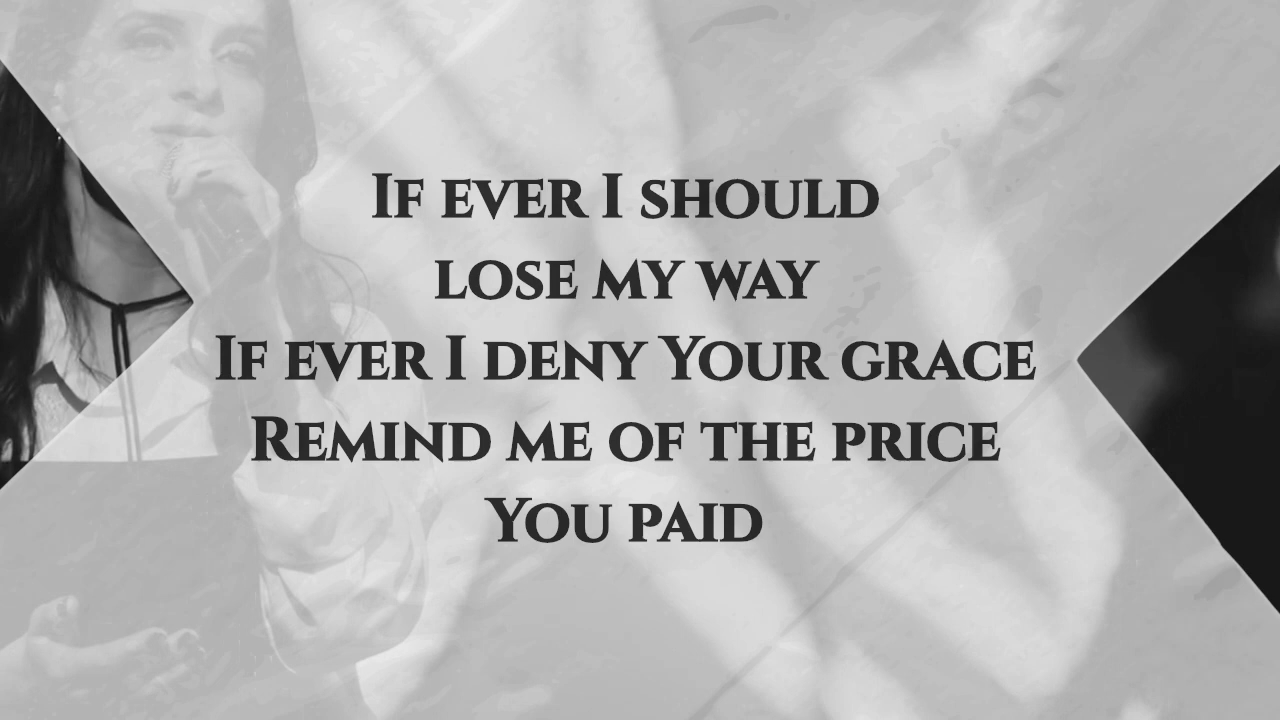 If ever I should
lose my way
If ever I deny Your grace
Remind me of the price
You paid